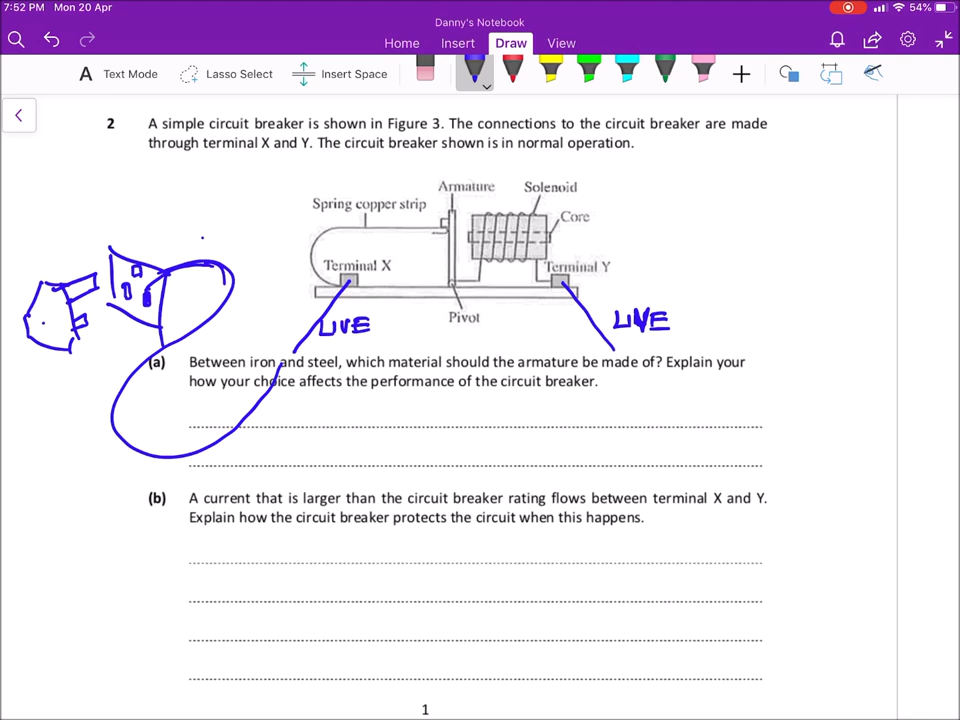 7:52 PM Mon 20 Apr
54%
Danny's Notebook
Home Insert Draw View
A Text Mode Lasso Select Insert Space
2 A simple circuit breaker is shown in Figure 3. The connections to the circuit breaker are made
through terminal X and Y. The circuit breaker shown is in normal operation.
Armature Solenoid
Spring copper strip Core
Terminal X Terminal Y
Pivot
LIVE LIVE
(a) Between iron and steel, which material should the armature be made of? Explain your
how your choice affects the performance of the circuit breaker.
(b) A current that is larger than the circuit breaker rating flows between terminal X and Y.
Explain how the circuit breaker protects the circuit when this happens.
1